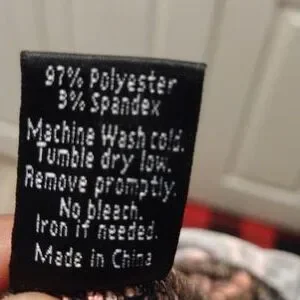 97% Polyester
3% Spandex
Machine Wash cold.
Tumble dry low.
Remove promptly.
No bleach.
Iron if needed.
Made in China